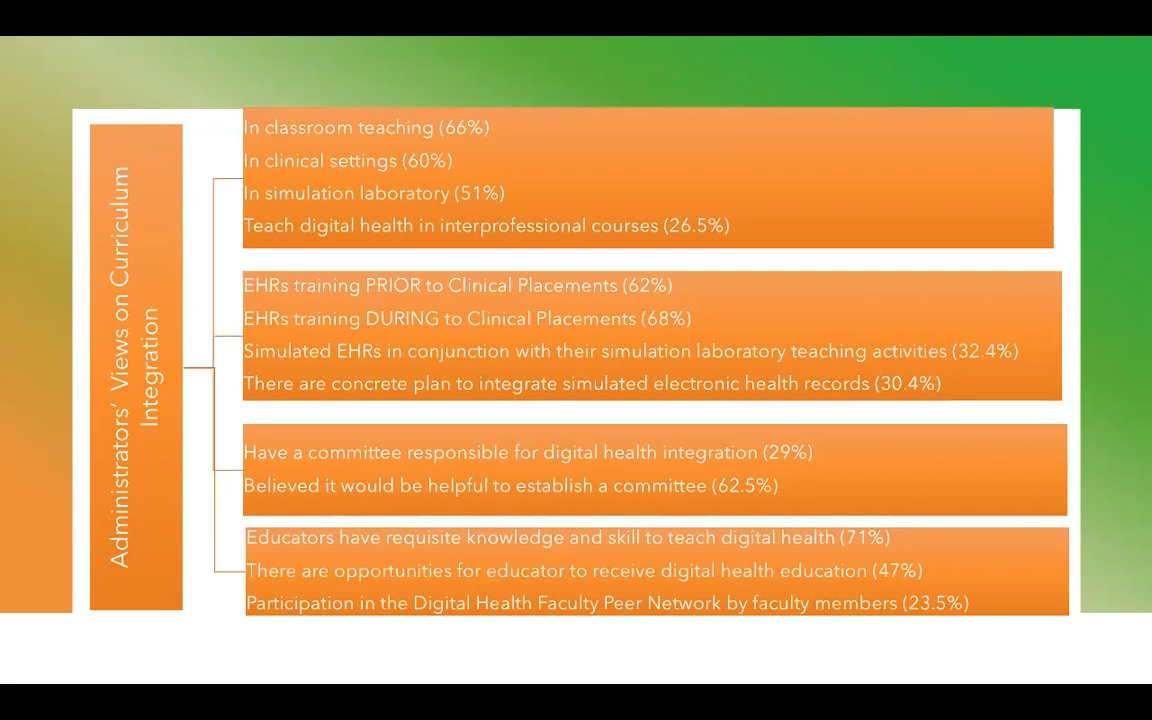 Administrators' Views on Curriculum
Integration
In classroom teaching (66%)
In clinical settings (60%)
In simulation laboratory (51%)
Teach digital health in interprofessional courses (26.5%)
EHRs training PRIOR to Clinical Placements (62%)
EHRs training DURING to Clinical Placements (68%)
Simulated EHRs in conjunction with their simulation laboratory teaching activities (32.4%)
There are concrete plan to integrate simulated electronic health records (30.4%)
Have a committee responsible for digital health integration (29%)
Believed it would be helpful to establish a committee (62.5%)
Educators have requisite knowledge and skill to teach digital health (71%)
There are opportunities for educator to receive digital health education (47%)
Participation in the Digital Health Faculty Peer Network by faculty members (23.5%)